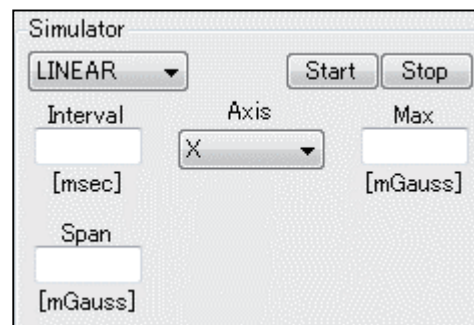 Simulator
LINEAR Start Stop
Interval Axis Max
X
[msec] [mGauss]
Span
[mGauss]